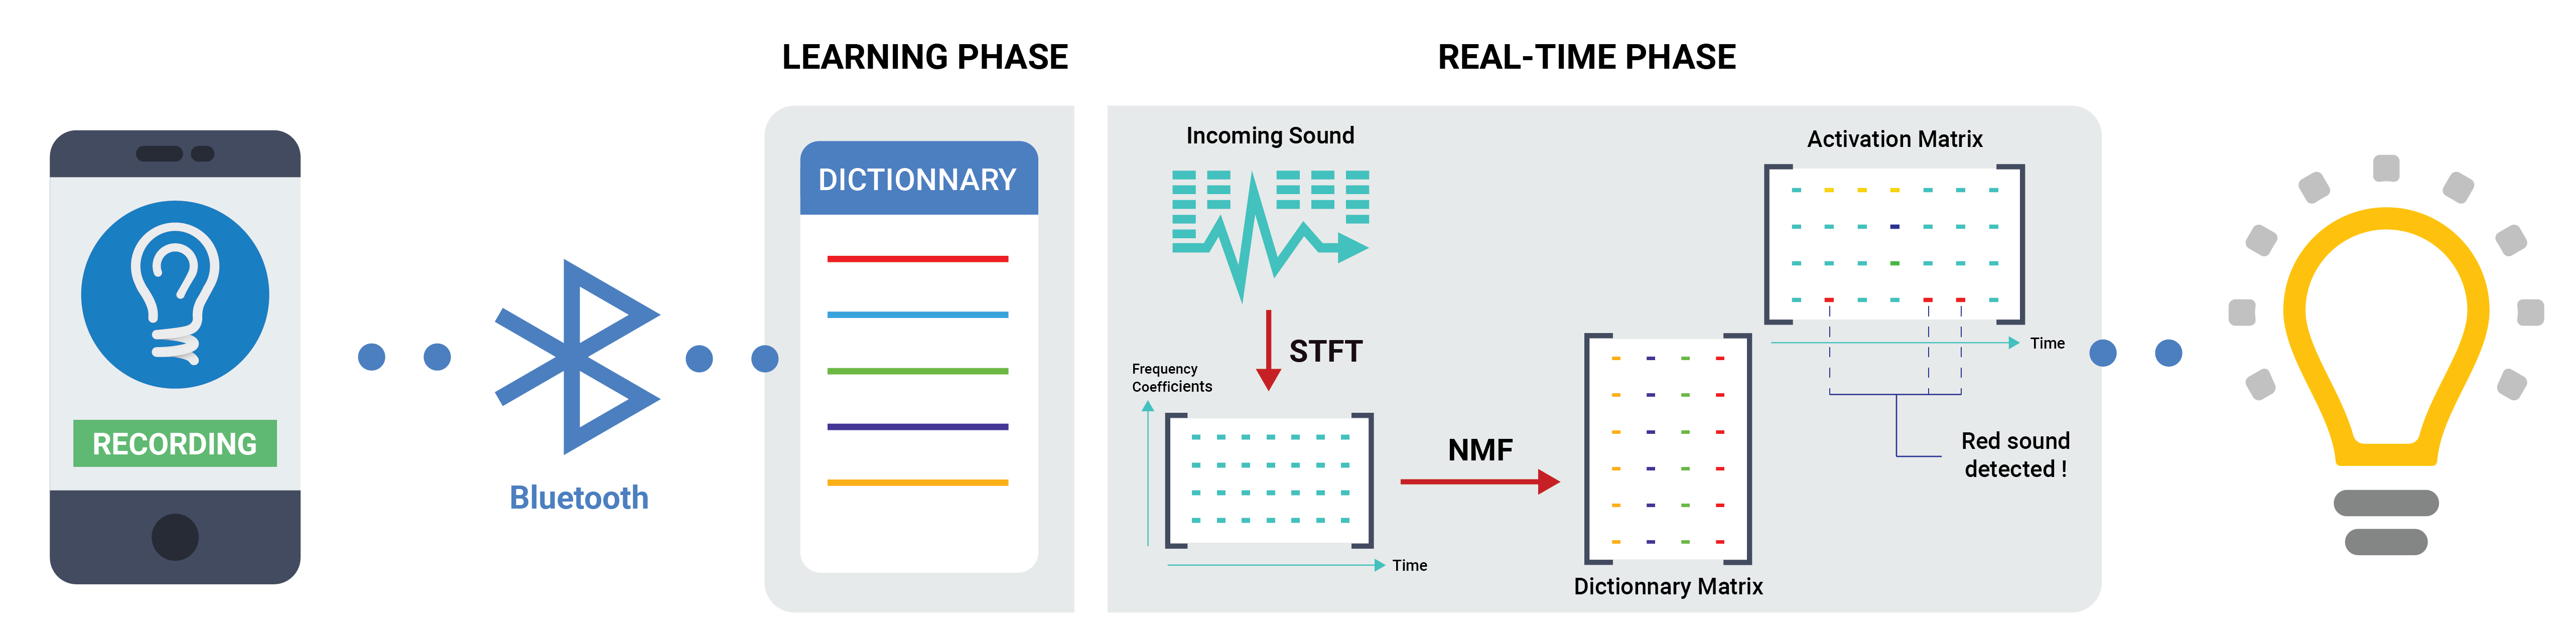 LEARNING PHASE
REAL-TIME PHASE
RECORDING
Bluetooth
DICTIONNARY
Incoming Sound
STFT
Frequency
Coefficients
Time
NMF
Dictionnary Matrix
Activation Matrix
Time
Red sound
detected !